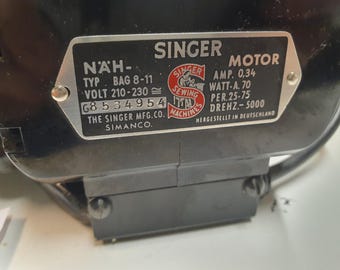 SINGER
NÄH- MOTOR
TYP BAG 8-11 AMP. 0,34
VOLT 210-230 ≅ WATT-A. 70
G8534954 PER. 25-75
THE SINGER MFG. CO. DREHZ.-5000
SIMANCO. HERGESTELLT IN DEUTSCHLAND
SINGER
SEWING
MACHINES